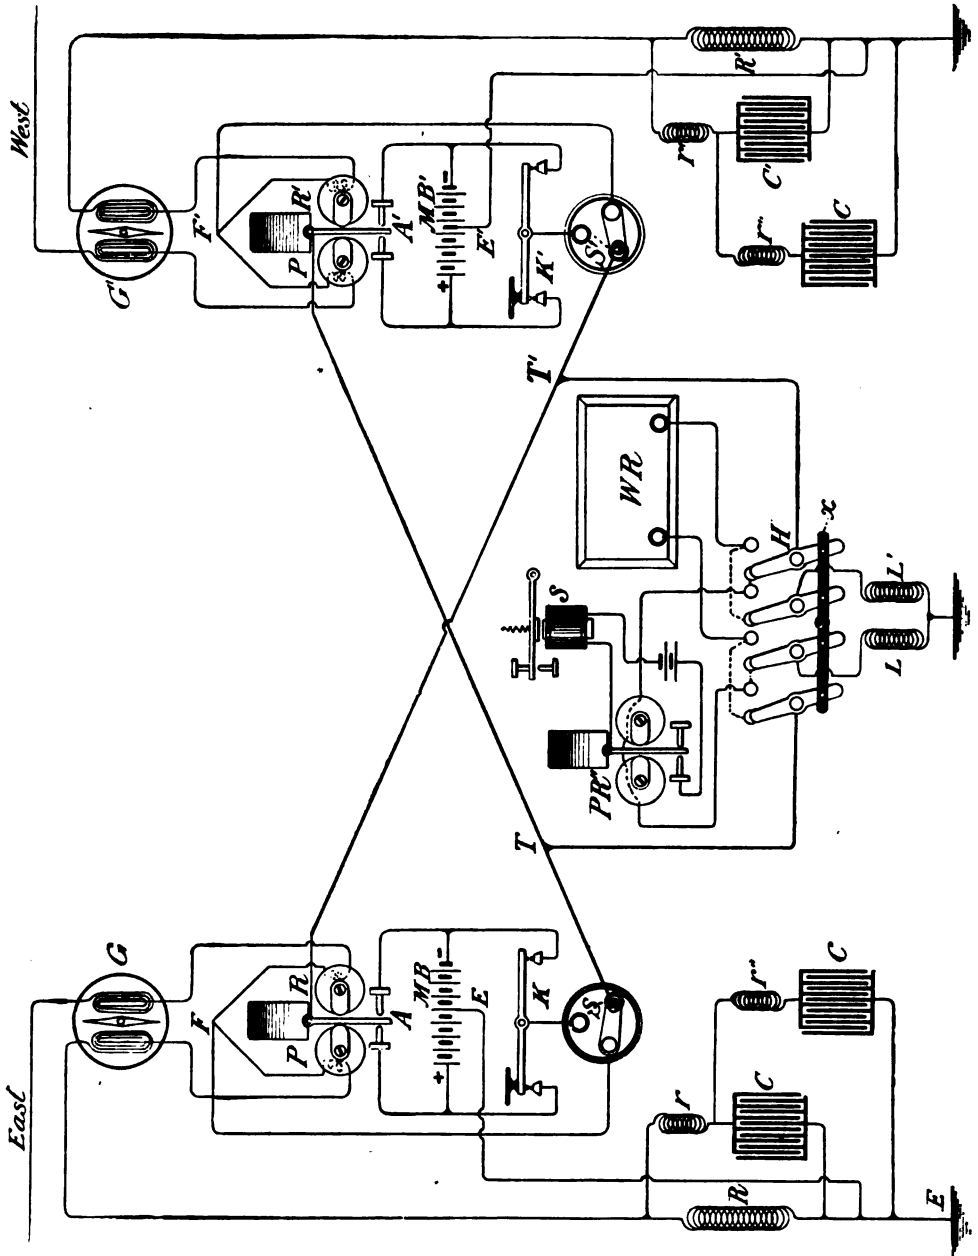 West
East
G"
F'
P
R'
A'
MB'
+
-
E'
K'
S"
R'
r"
C'
r'"
C
T'
WR
H
x
S
PR"
L'
L
T
G
F
P
R
A
MB
+
-
E
K
S'
R
r
C
r"
C
E